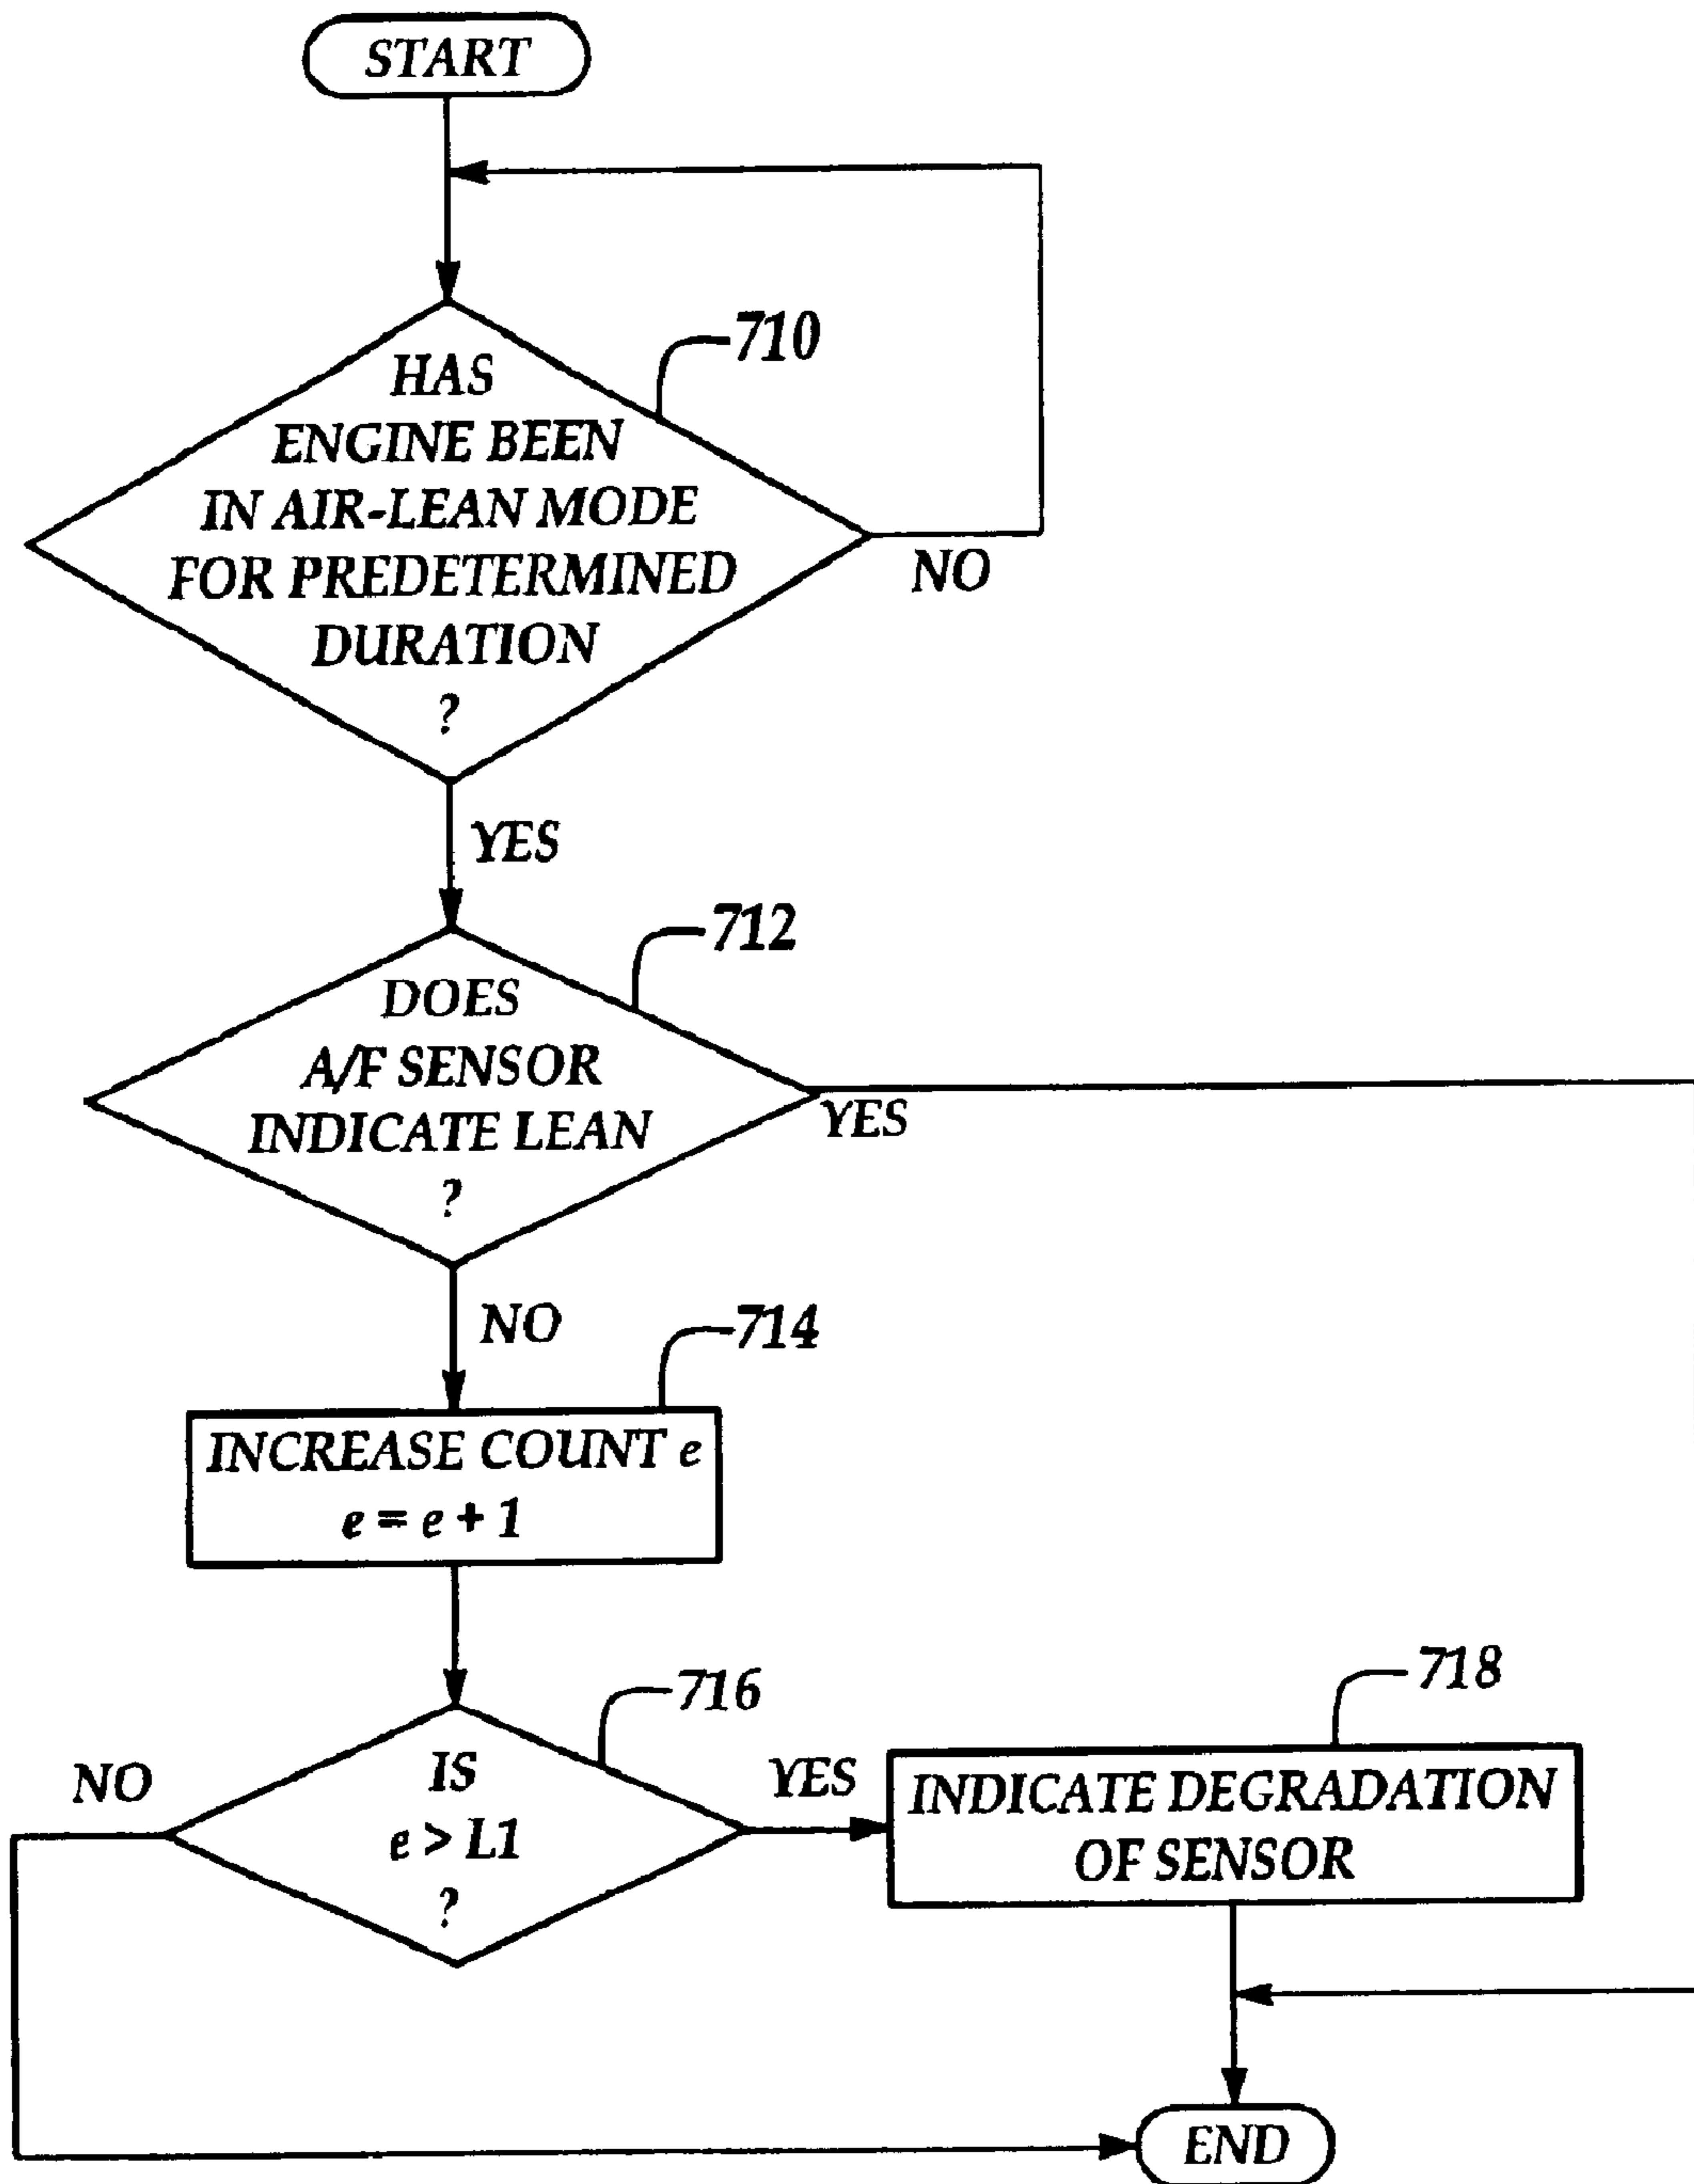 START
710
HAS
ENGINE BEEN
IN AIR-LEAN MODE
FOR PREDETERMINED
DURATION
?
NO
YES
712
DOES
A/F SENSOR
INDICATE LEAN
?
YES
NO
714
INCREASE COUNT e
e = e + 1
716
IS
e > L1
?
NO
YES
718
INDICATE DEGRADATION
OF SENSOR
END